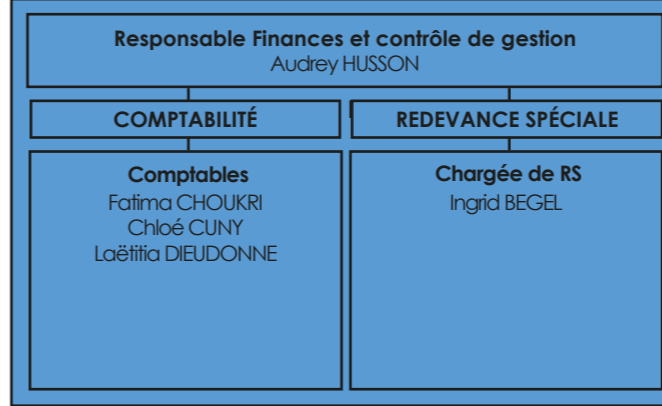 Responsable Finances et contrôle de gestion
Audrey HUSSON
COMPTABILITÉ
REDEVANCE SPÉCIALE
Comptables
Fatima CHOUKRI
Chloé CUNY
Laëtitia DIEUDONNE
Chargée de RS
Ingrid BEGEL